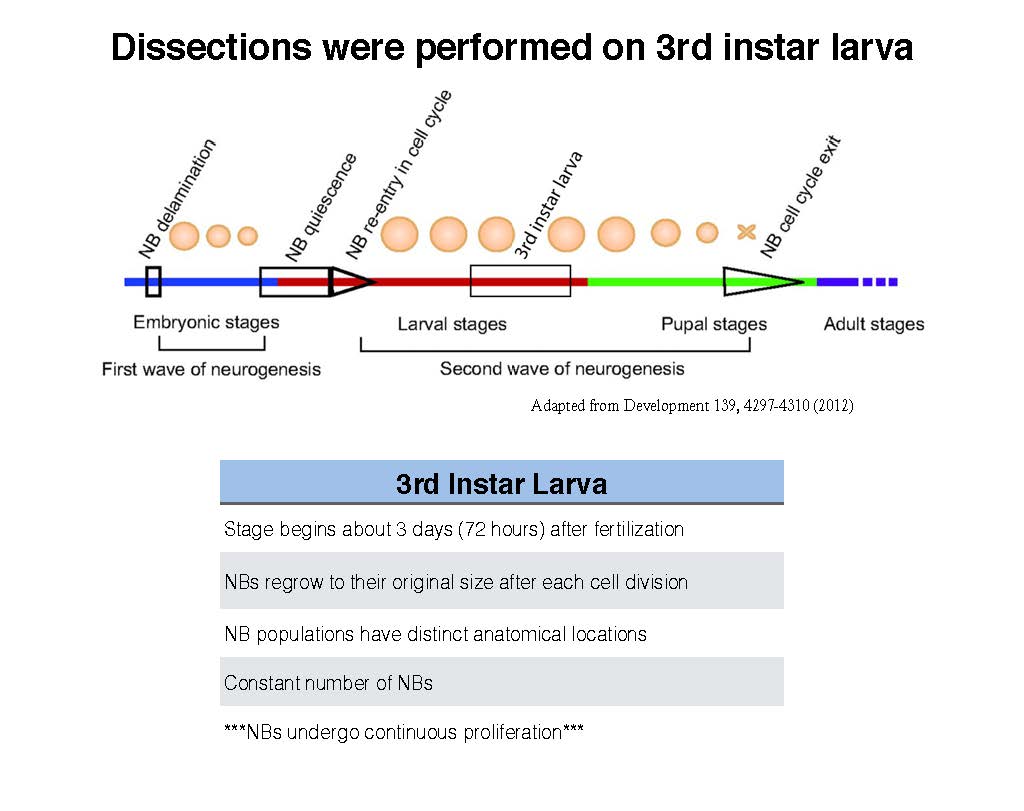 Dissections were performed on 3rd instar larva
NB delamination
NB quiescence
NB re-entry in cell cycle
3rd instar larva
NB cell cycle exit
Embryonic stages
Larval stages
Pupal stages
Adult stages
First wave of neurogenesis
Second wave of neurogenesis
Adapted from Development 139, 4297-4310 (2012)
3rd Instar Larva
Stage begins about 3 days (72 hours) after fertilization
NBs regrow to their original size after each cell division
NB populations have distinct anatomical locations
Constant number of NBs
***NBs undergo continuous proliferation***